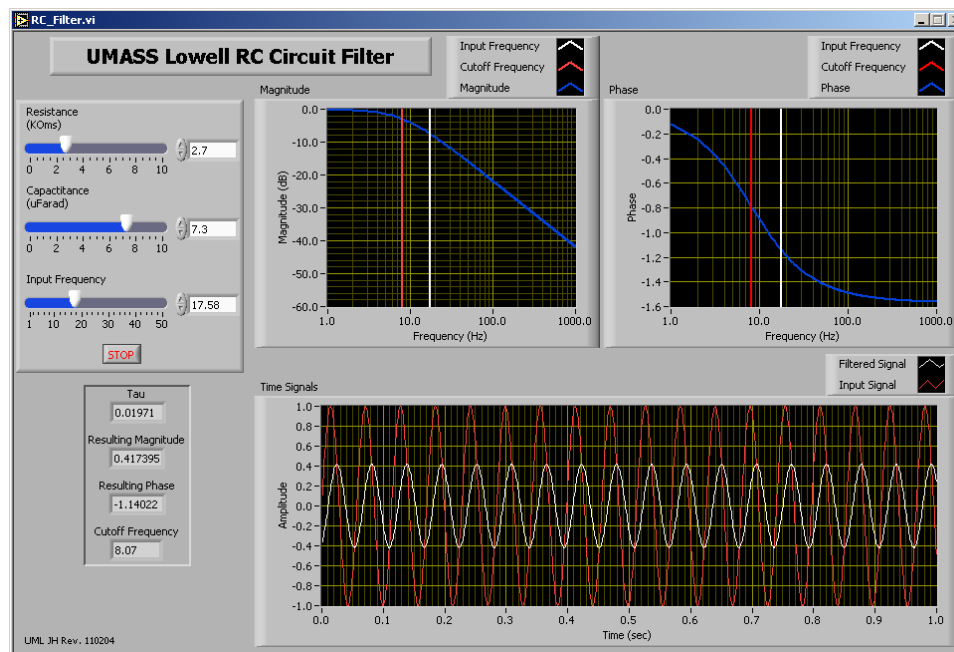 RC_Filter.vi
UMASS Lowell RC Circuit Filter
Resistance
(KOms)
2.7
0 2 4 6 8 10
Capactitance
(uFarad)
7.3
0 2 4 6 8 10
Input Frequency
17.58
1 10 20 30 40 50
STOP
Tau
0.01971
Resulting Magnitude
0.417395
Resulting Phase
-1.14022
Cutoff Frequency
8.07
UML JH Rev. 110204
Input Frequency
Cutoff Frequency
Magnitude
Magnitude
Magnitude (dB)
0.0
-10.0
-20.0
-30.0
-40.0
-50.0
-60.0
1.0 10.0 100.0 1000.0
Frequency (Hz)
Input Frequency
Cutoff Frequency
Phase
Phase
Phase
0.0
-0.2
-0.4
-0.6
-0.8
-1.0
-1.2
-1.4
-1.6
1.0 10.0 100.0 1000.0
Frequency (Hz)
Filtered Signal
Input Signal
Time Signals
Amplitude
1.0
0.8
0.6
0.4
0.2
0.0
-0.2
-0.4
-0.6
-0.8
-1.0
0.0 0.1 0.2 0.3 0.4 0.5 0.6 0.7 0.8 0.9 1.0
Time (sec)